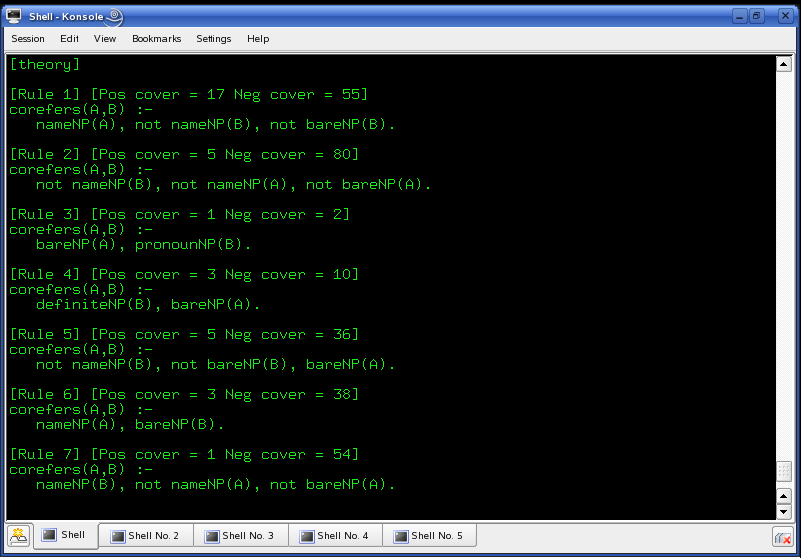 Shell - Konsole
Session Edit View Bookmarks Settings Help
[theory]
[Rule 1] [Pos cover = 17 Neg cover = 55]
corefers(A,B) :-
   nameNP(A), not nameNP(B), not bareNP(B).
[Rule 2] [Pos cover = 5 Neg cover = 80]
corefers(A,B) :-
   not nameNP(B), not nameNP(A), not bareNP(A).
[Rule 3] [Pos cover = 1 Neg cover = 2]
corefers(A,B) :-
   bareNP(A), pronounNP(B).
[Rule 4] [Pos cover = 3 Neg cover = 10]
corefers(A,B) :-
   definiteNP(B), bareNP(A).
[Rule 5] [Pos cover = 5 Neg cover = 36]
corefers(A,B) :-
   not nameNP(B), not bareNP(B), bareNP(A).
[Rule 6] [Pos cover = 3 Neg cover = 38]
corefers(A,B) :-
   nameNP(A), bareNP(B).
[Rule 7] [Pos cover = 1 Neg cover = 54]
corefers(A,B) :-
   nameNP(B), not nameNP(A), not bareNP(A).
Shell Shell No. 2 Shell No. 3 Shell No. 4 Shell No. 5